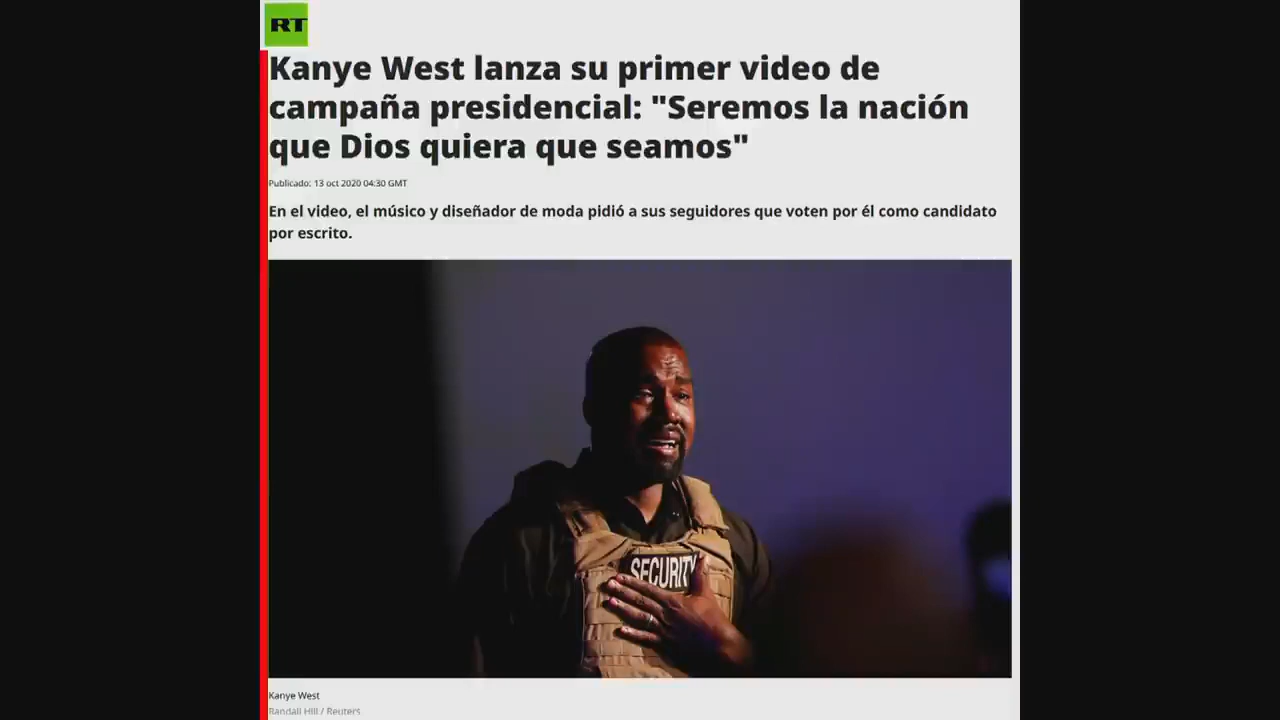 RT
Kanye West lanza su primer video de
campaña presidencial: "Seremos la nación
que Dios quiera que seamos"
Publicado: 13 oct 2020 04:30 GMT
En el video, el músico y diseñador de moda pidió a sus seguidores que voten por él como candidato
por escrito.
SECURITY
Kanye West
Randall Hill / Reuters